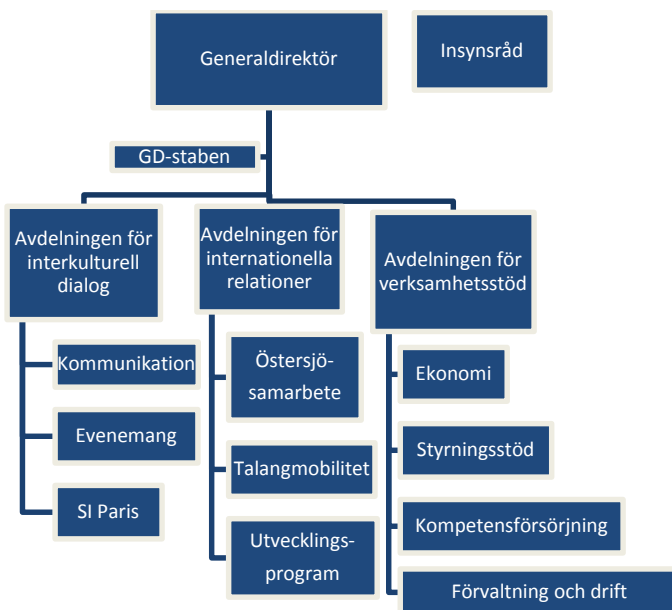 Generaldirektör
Insynsråd
GD-staben
Avdelningen för
interkulturell
dialog
Kommunikation
Evenemang
SI Paris
Avdelningen för
internationella
relationer
Östersjö-
samarbete
Talangmobilitet
Utvecklings-
program
Avdelningen för
verksamhetsstöd
Ekonomi
Styrningsstöd
Kompetensförsörjning
Förvaltning och drift